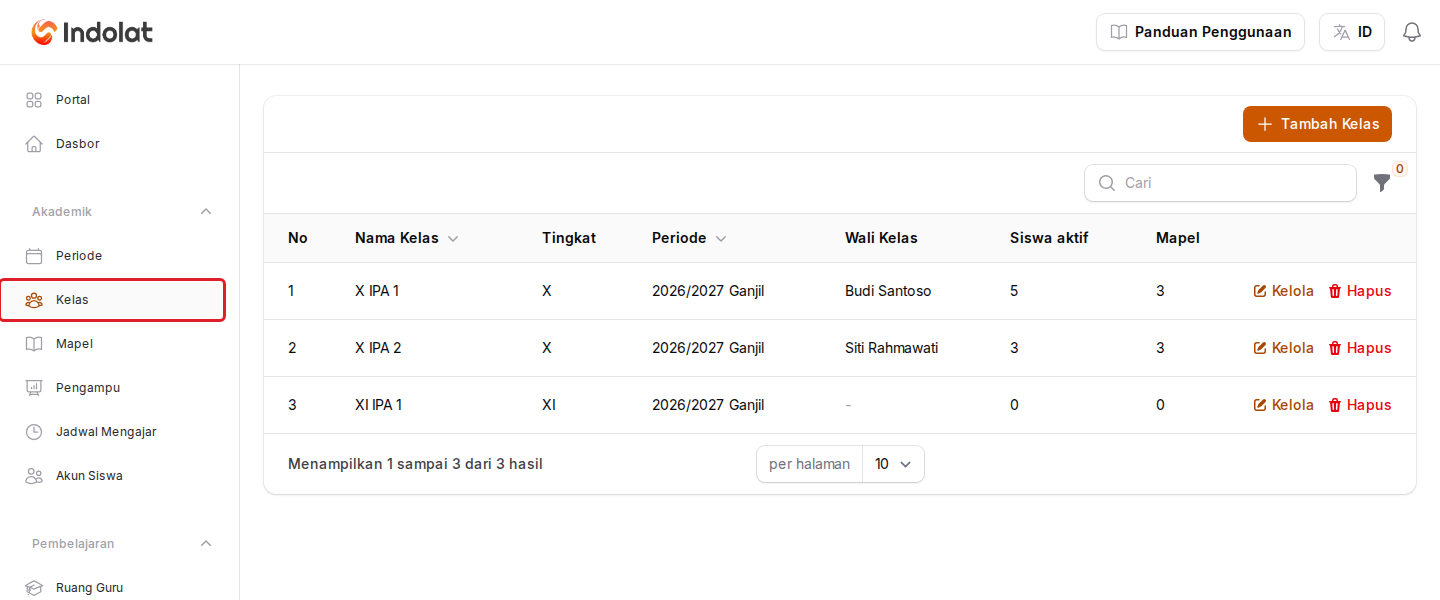 Indolat
Panduan Penggunaan
ID
Portal
Dasbor
Akademik
Periode
Kelas
Mapel
Pengampu
Jadwal Mengajar
Akun Siswa
Pembelajaran
Ruang Guru
Tambah Kelas
Cari
0
No Nama Kelas Tingkat Periode Wali Kelas Siswa aktif Mapel
1 X IPA 1 X 2026/2027 Ganjil Budi Santoso 5 3 Kelola Hapus
2 X IPA 2 X 2026/2027 Ganjil Siti Rahmawati 3 3 Kelola Hapus
3 XI IPA 1 XI 2026/2027 Ganjil - 0 0 Kelola Hapus
Menampilkan 1 sampai 3 dari 3 hasil per halaman 10